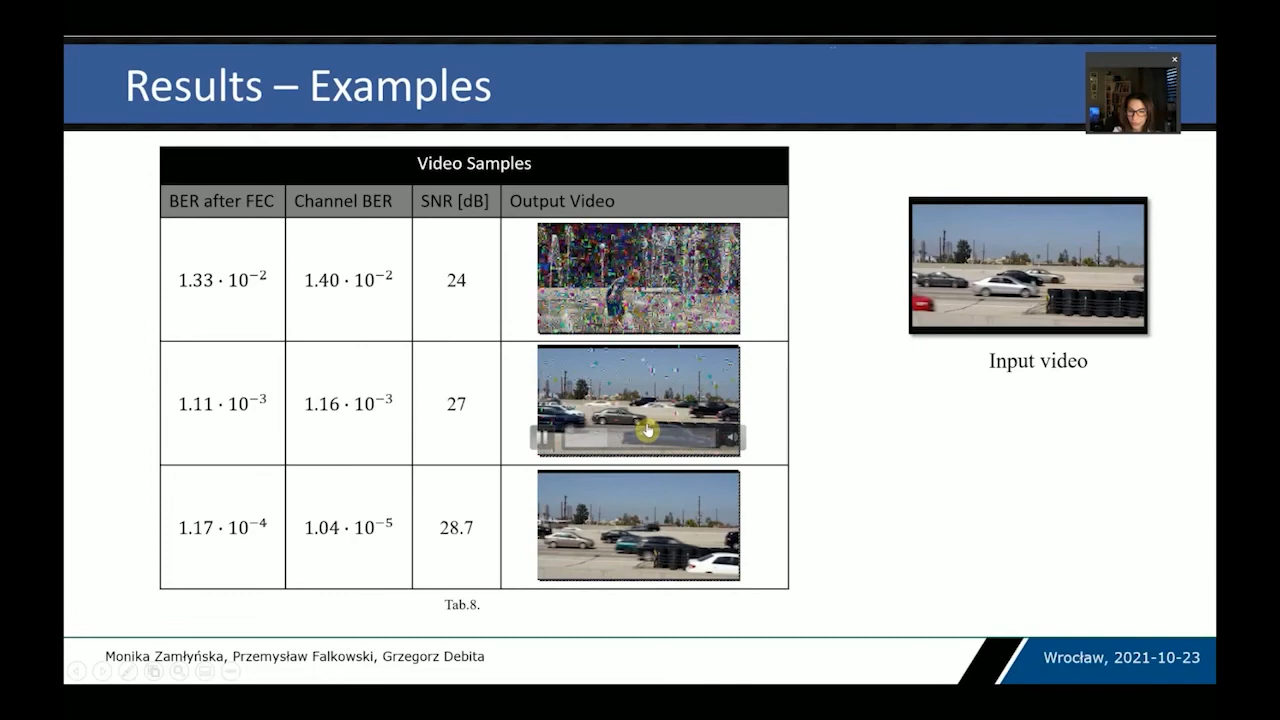 Results – Examples
Video Samples
BER after FEC Channel BER SNR [dB] Output Video
1.33 · 10⁻² 1.40 · 10⁻² 24
1.11 · 10⁻³ 1.16 · 10⁻³ 27
1.17 · 10⁻⁴ 1.04 · 10⁻⁵ 28.7
Tab.8.
Input video
Monika Zamłyńska, Przemysław Falkowski, Grzegorz Debita
Wrocław, 2021-10-23